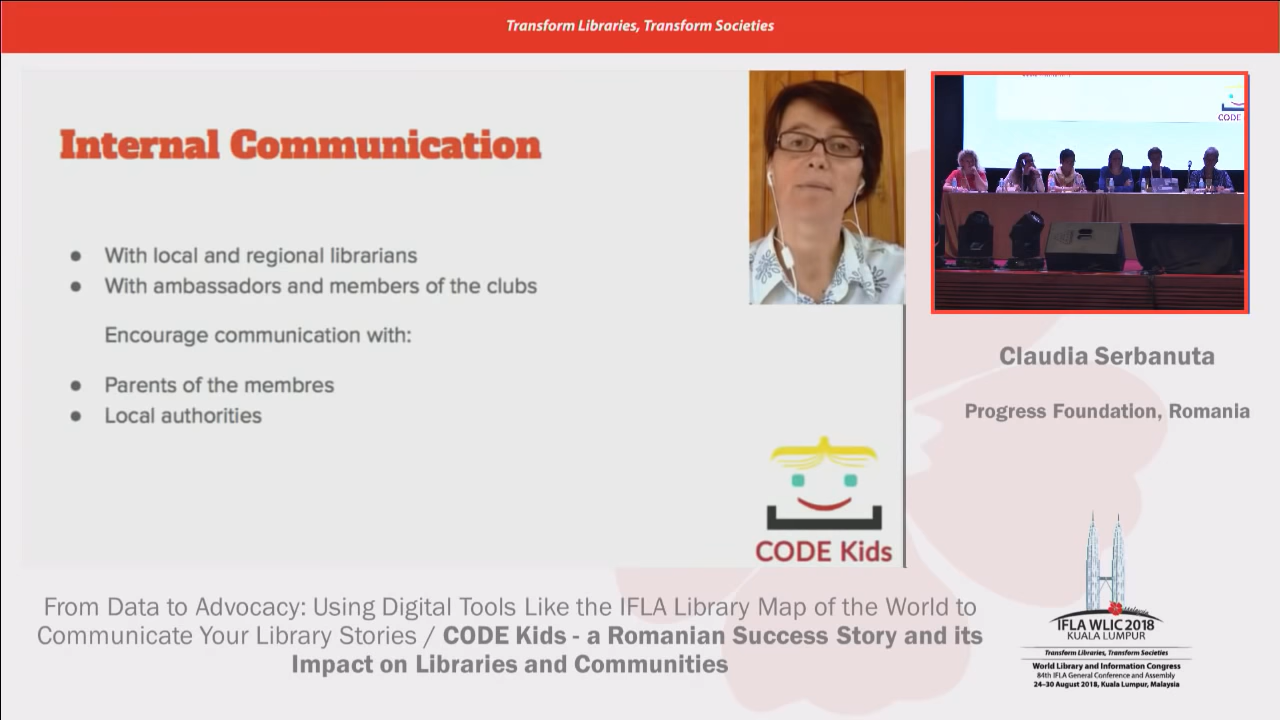 Transform Libraries, Transform Societies
Internal Communication
● With local and regional librarians
● With ambassadors and members of the clubs
Encourage communication with:
● Parents of the membres
● Local authorities
CODE Kids
CODE
Claudia Serbanuta
Progress Foundation, Romania
From Data to Advocacy: Using Digital Tools Like the IFLA Library Map of the World to
Communicate Your Library Stories / CODE Kids - a Romanian Success Story and its
Impact on Libraries and Communities
Malaysia
IFLA WLIC 2018
KUALA LUMPUR
Transform Libraries, Transform Societies
World Library and Information Congress
84th IFLA General Conference and Assembly
24–30 August 2018, Kuala Lumpur, Malaysia